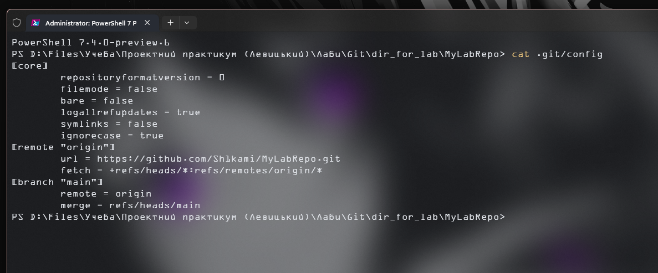 Administrator: PowerShell 7 P
PowerShell 7.4.0-preview.6
PS D:\Files\Учеба\Проектний практикум (Левицький)\Лабы\Git\dir_for_lab\MyLabRepo> cat .git/config
[core]
repositoryformatversion = 0
filemode = false
bare = false
logallrefupdates = true
symlinks = false
ignorecase = true
[remote "origin"]
url = https://github.com/Sh1kami/MyLabRepo.git
fetch = +refs/heads/*:refs/remotes/origin/*
[branch "main"]
remote = origin
merge = refs/heads/main
PS D:\Files\Учеба\Проектний практикум (Левицький)\Лабы\Git\dir_for_lab\MyLabRepo>